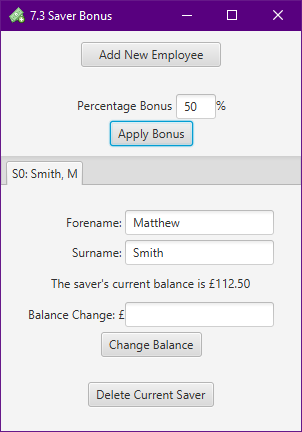 7.3 Saver Bonus
Add New Employee
Percentage Bonus 50 %
Apply Bonus
S0: Smith, M
Forename: Matthew
Surname: Smith
The saver's current balance is £112.50
Balance Change: £
Change Balance
Delete Current Saver